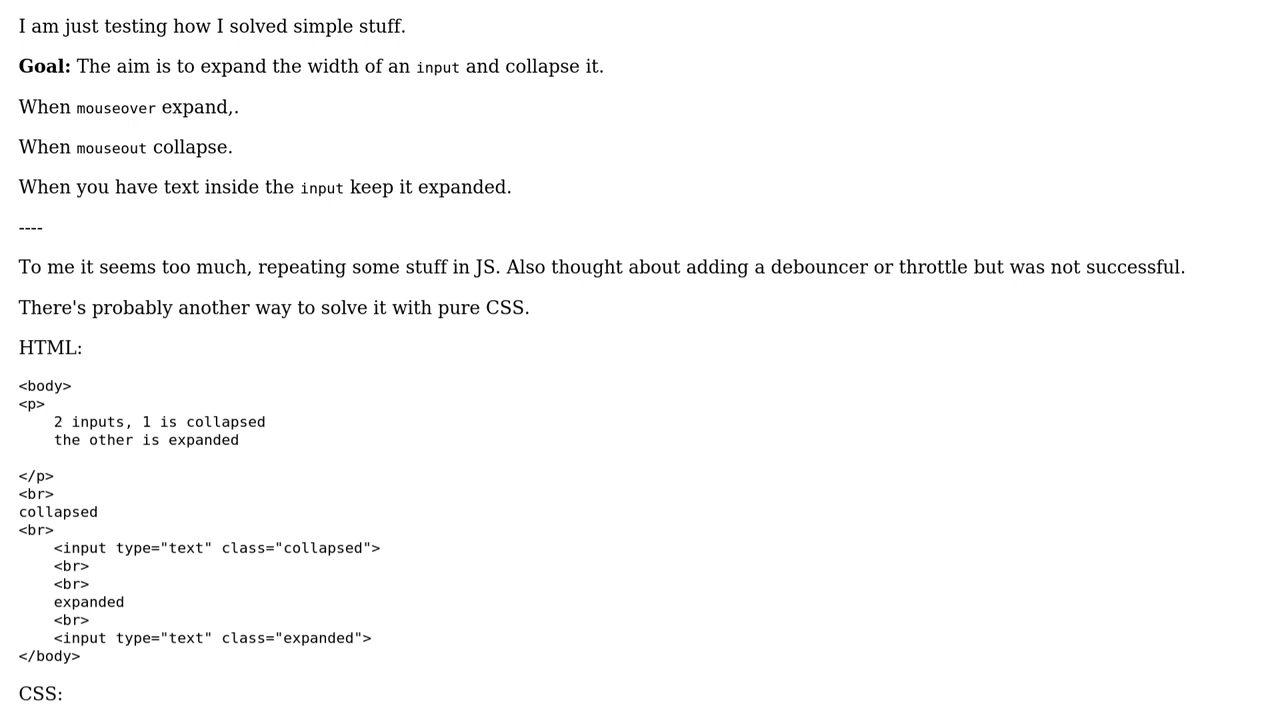 I am just testing how I solved simple stuff.
Goal: The aim is to expand the width of an input and collapse it.
When mouseover expand,.
When mouseout collapse.
When you have text inside the input keep it expanded.
----
To me it seems too much, repeating some stuff in JS. Also thought about adding a debouncer or throttle but was not successful.
There's probably another way to solve it with pure CSS.
HTML:
<body>
<p>
    2 inputs, 1 is collapsed
    the other is expanded

</p>
<br>
collapsed
<br>
    <input type="text" class="collapsed">
    <br>
    <br>
    expanded
    <br>
    <input type="text" class="expanded">
</body>
CSS: